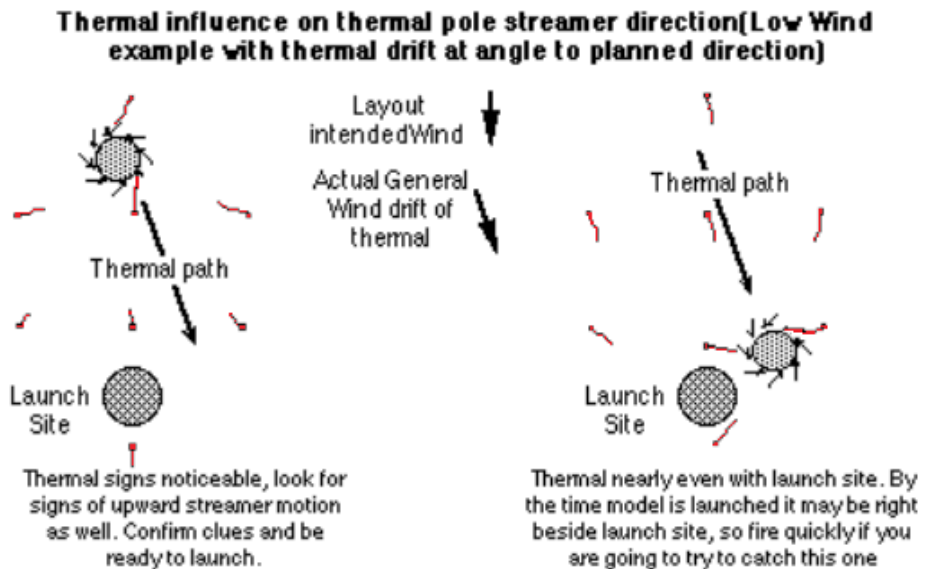 Thermal influence on thermal pole streamer direction(Low Wind
example with thermal drift at angle to planned direction)
Layout
intendedWind
Actual General
Wind drift of
thermal
Thermal path
Launch
Site
Thermal signs noticeable, look for
signs of upward streamer motion
as well. Confirm clues and be
ready to launch.
Thermal path
Launch
Site
Thermal nearly even with launch site. By
the time model is launched it may be right
beside launch site, so fire quickly if you
are going to try to catch this one